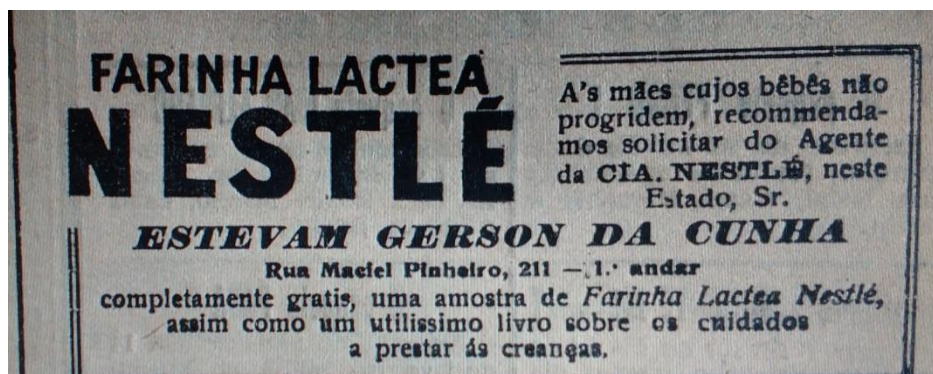 FARINHA LACTEA
NESTLÉ
A's mães cujos bêbês não
progridem, recommenda-
mos solicitar do Agente
da CIA. NESTLÉ, neste
Estado, Sr.
ESTEVAM GERSON DA CUNHA
Rua Maciel Pinheiro, 211 — 1.· andar
completamente gratis, uma amostra de Farinha Lactea Nestlé,
assim como um utilissimo livro sobre os cuidados
a prestar ás creanças.